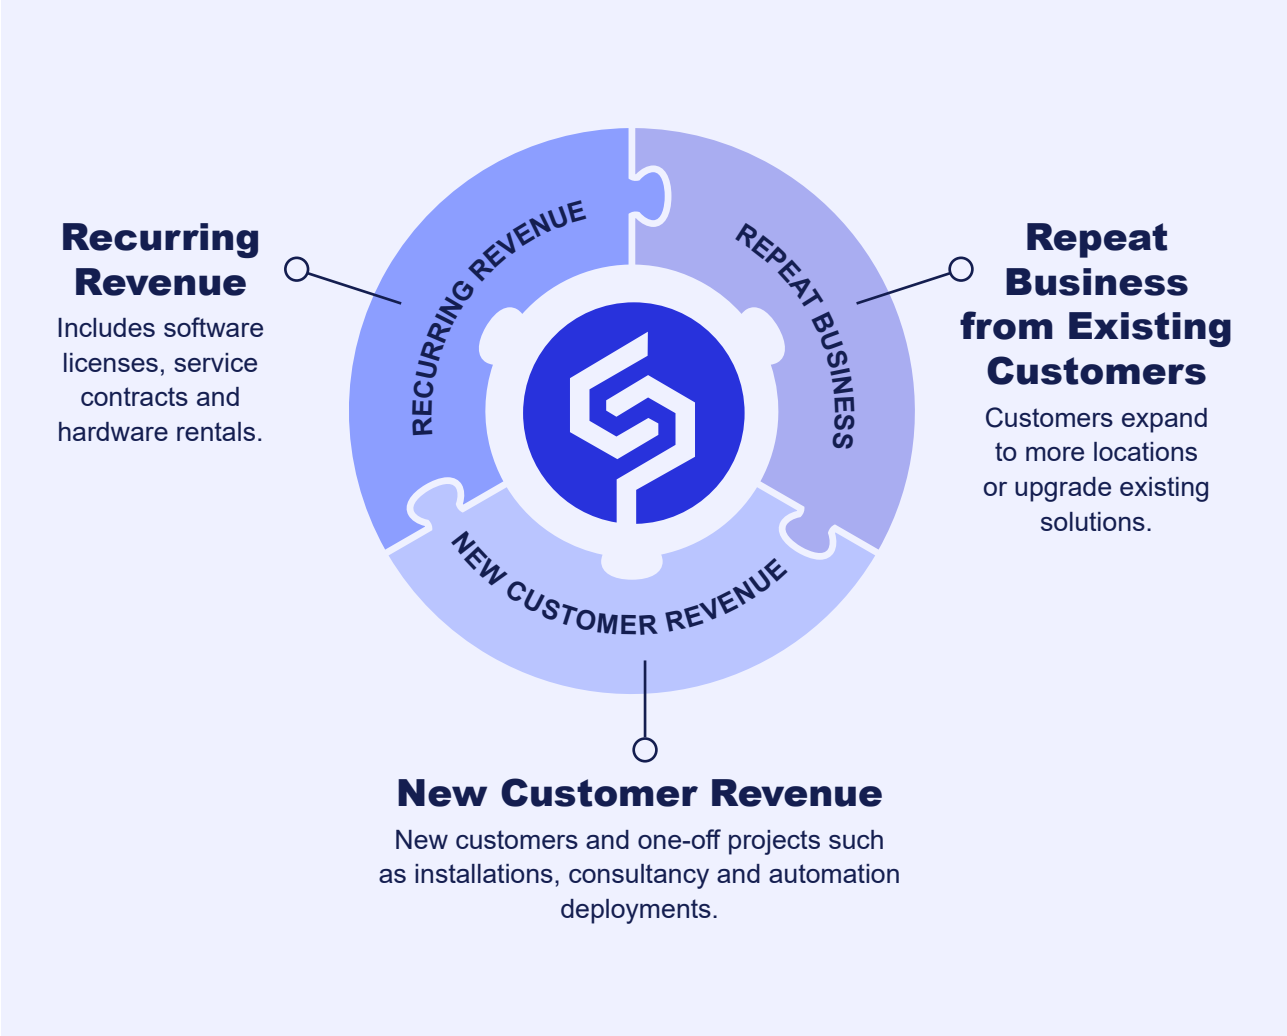 Recurring
Revenue
Includes software
licenses, service
contracts and
hardware rentals.
RECURRING REVENUE
REPEAT BUSINESS
NEW CUSTOMER REVENUE
Repeat
Business
from Existing
Customers
Customers expand
to more locations
or upgrade existing
solutions.
New Customer Revenue
New customers and one-off projects such
as installations, consultancy and automation
deployments.